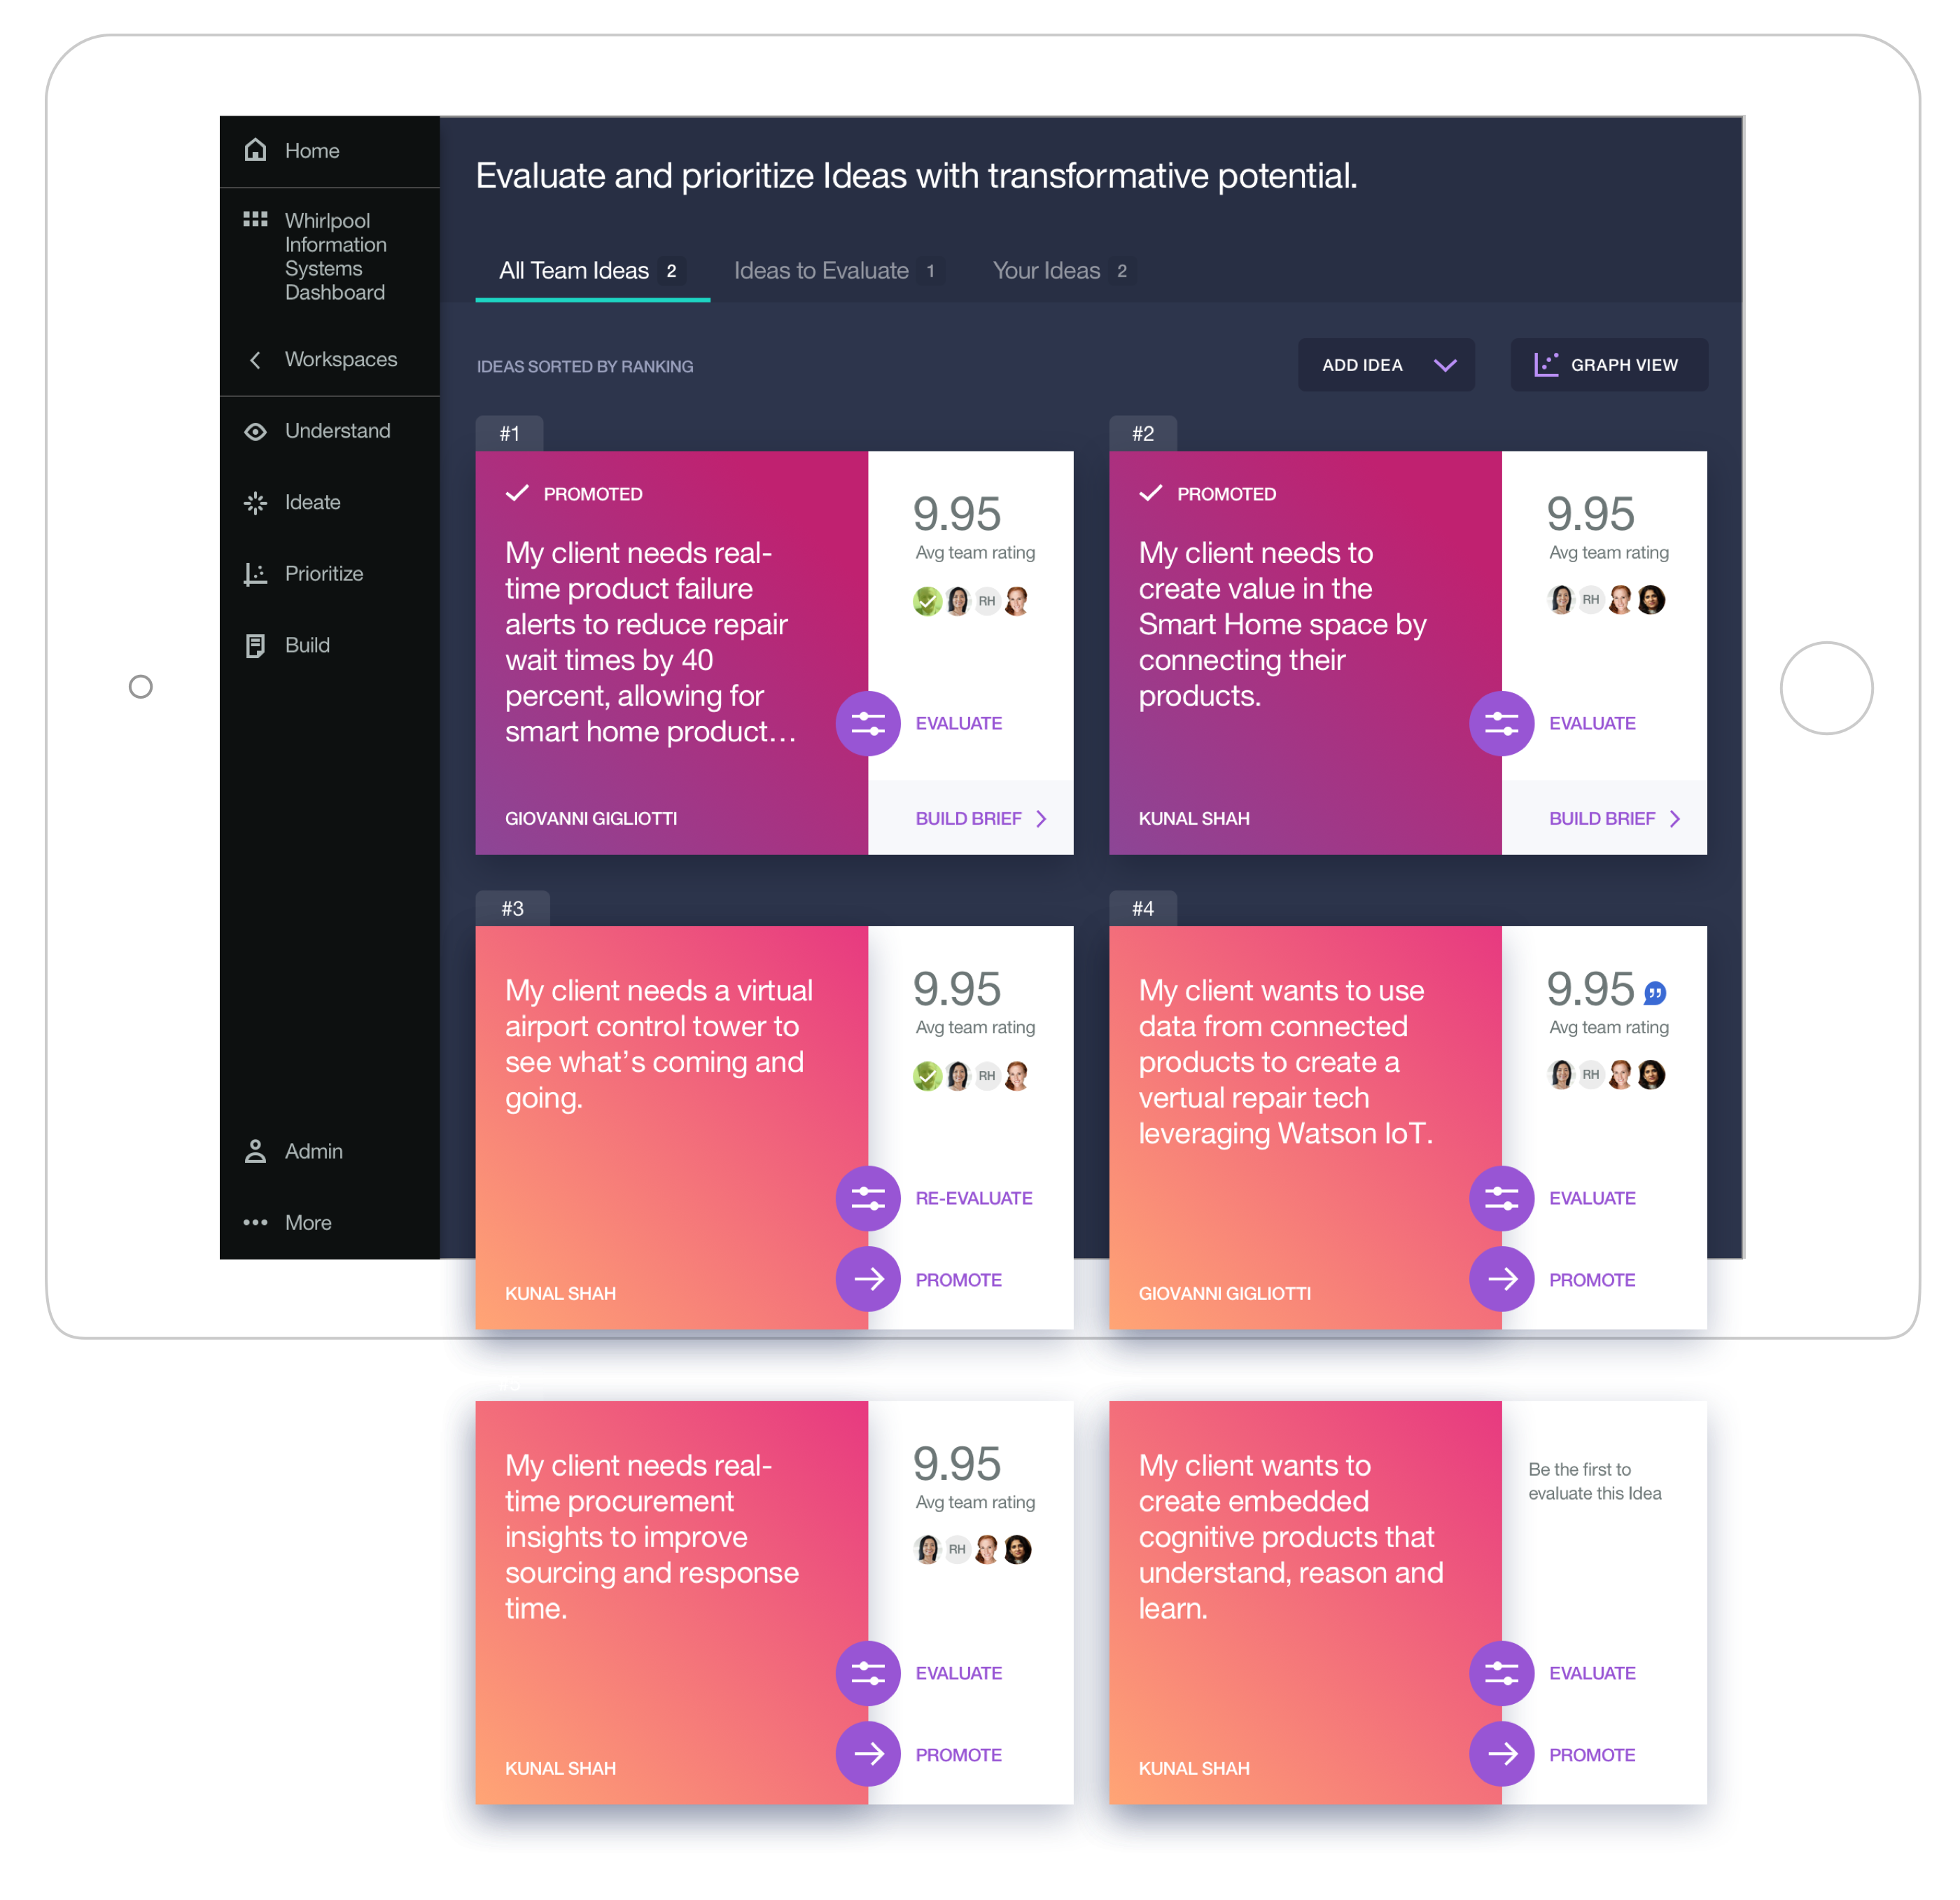 Home
Whirlpool
Information
Systems
Dashboard
Workspaces
Understand
Ideate
Prioritize
Build
Admin
More
Evaluate and prioritize Ideas with transformative potential.
All Team Ideas 2 Ideas to Evaluate 1 Your Ideas 2
IDEAS SORTED BY RANKING
ADD IDEA
GRAPH VIEW
#1
PROMOTED
My client needs real-
time product failure
alerts to reduce repair
wait times by 40
percent, allowing for
smart home product...
GIOVANNI GIGLIOTTI
9.95
Avg team rating
RH
EVALUATE
BUILD BRIEF
#2
PROMOTED
My client needs to
create value in the
Smart Home space by
connecting their
products.
KUNAL SHAH
9.95
Avg team rating
RH
EVALUATE
BUILD BRIEF
#3
My client needs a virtual
airport control tower to
see what's coming and
going.
KUNAL SHAH
9.95
Avg team rating
RH
RE-EVALUATE
PROMOTE
#4
My client wants to use
data from connected
products to create a
vertual repair tech
leveraging Watson IoT.
GIOVANNI GIGLIOTTI
9.95
Avg team rating
RH
EVALUATE
PROMOTE
My client needs real-
time procurement
insights to improve
sourcing and response
time.
KUNAL SHAH
9.95
Avg team rating
RH
EVALUATE
PROMOTE
My client wants to
create embedded
cognitive products that
understand, reason and
learn.
KUNAL SHAH
Be the first to
evaluate this Idea
EVALUATE
PROMOTE